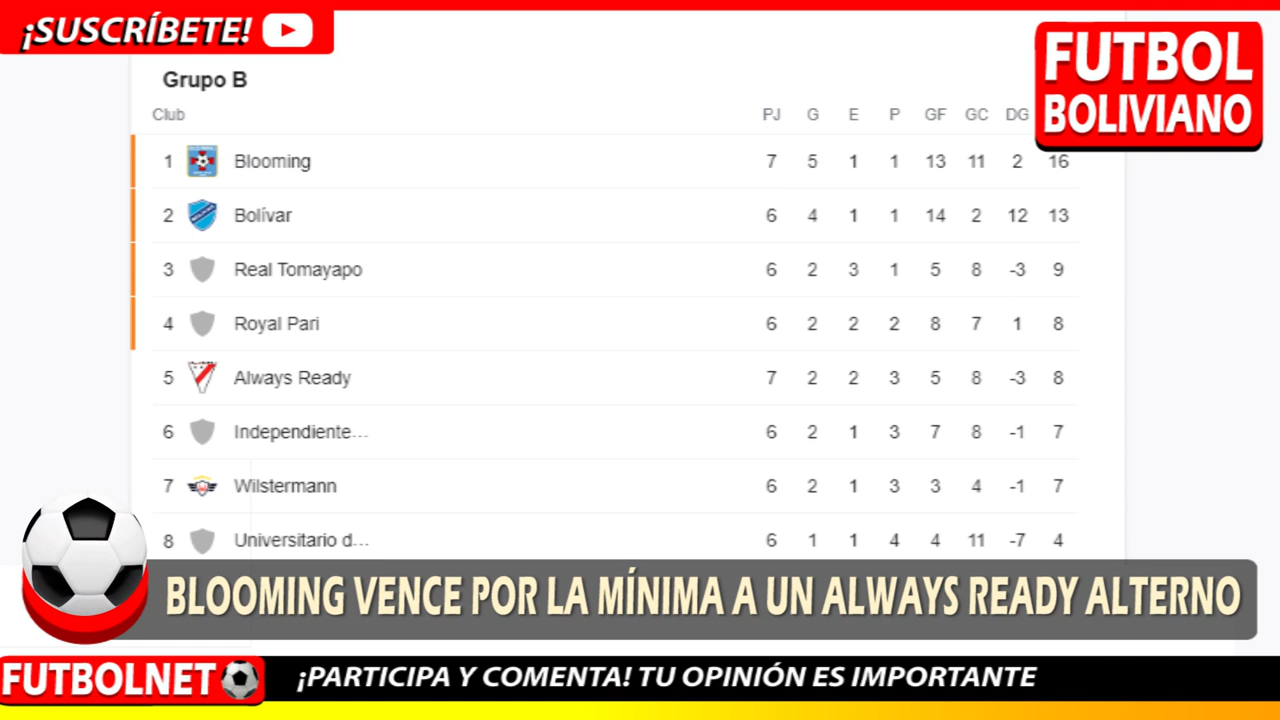 ¡SUSCRÍBETE!
FUTBOL
BOLIVIANO
Grupo B
Club PJ G E P GF GC DG
1 Blooming 7 5 1 1 13 11 2 16
2 Bolívar 6 4 1 1 14 2 12 13
3 Real Tomayapo 6 2 3 1 5 8 -3 9
4 Royal Pari 6 2 2 2 8 7 1 8
5 Always Ready 7 2 2 3 5 8 -3 8
6 Independiente... 6 2 1 3 7 8 -1 7
7 Wilstermann 6 2 1 3 3 4 -1 7
8 Universitario d... 6 1 1 4 4 11 -7 4
BLOOMING VENCE POR LA MÍNIMA A UN ALWAYS READY ALTERNO
FUTBOLNET ¡PARTICIPA Y COMENTA! TU OPINIÓN ES IMPORTANTE